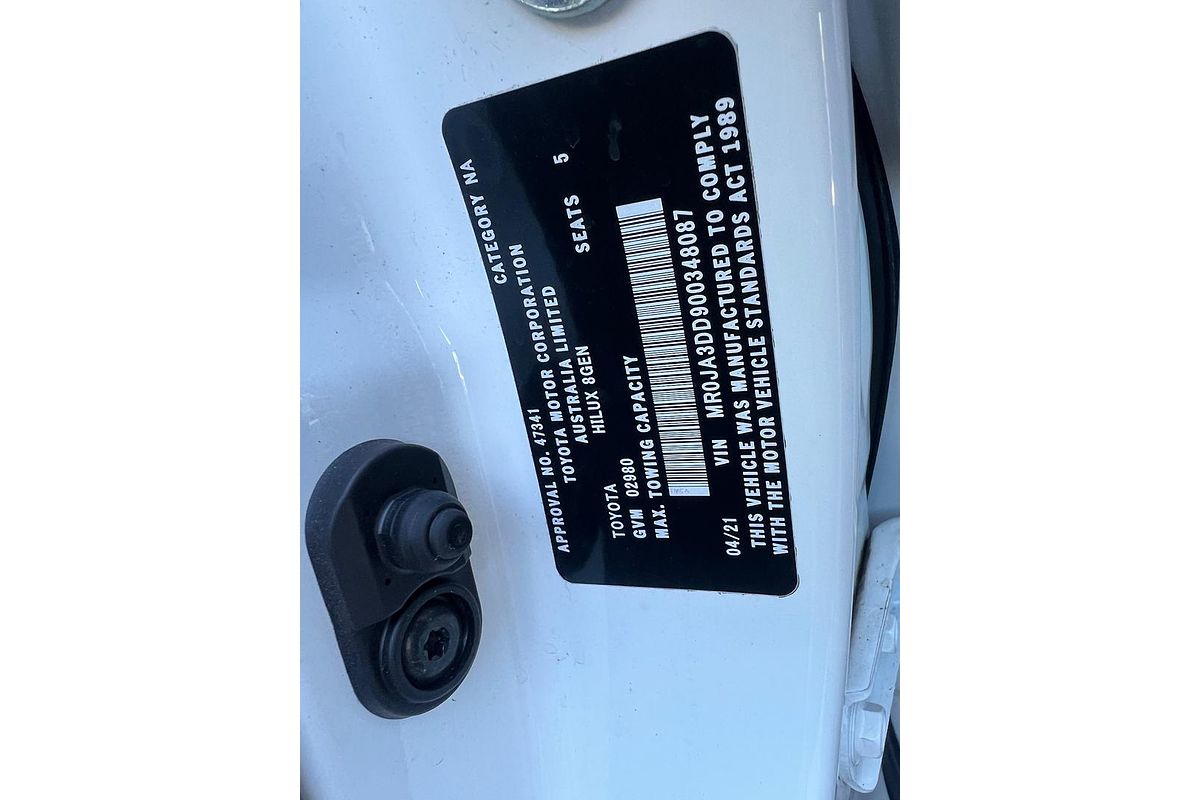 APPROVAL NO. 47341 CATEGORY NA
TOYOTA MOTOR CORPORATION
AUSTRALIA LIMITED
HILUX 8GEN
TOYOTA
GVM 02980 SEATS 5
MAX. TOWING CAPACITY
VIN MR0JA3DD900348087
04/21
THIS VEHICLE WAS MANUFACTURED TO COMPLY
WITH THE MOTOR VEHICLE STANDARDS ACT 1989